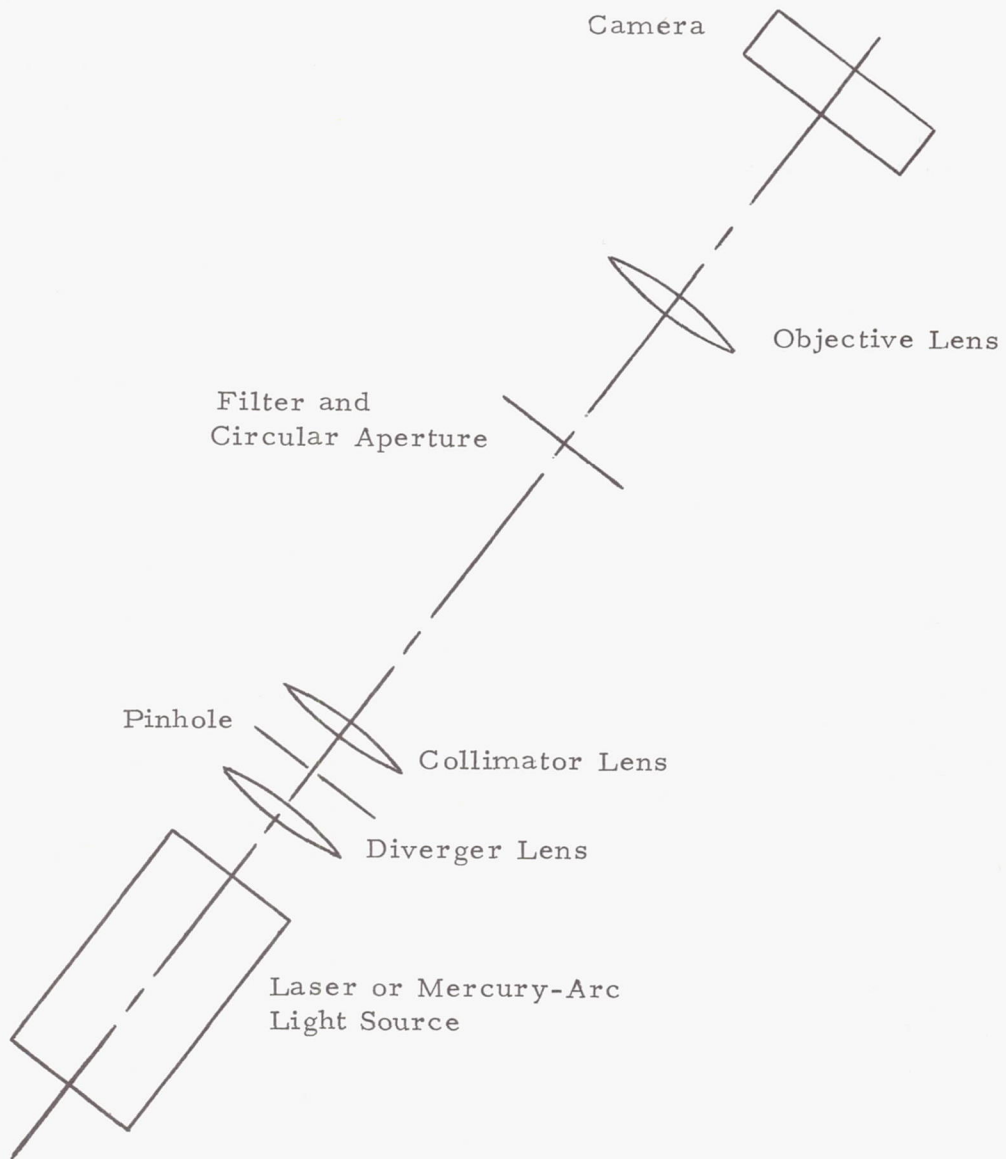 Camera
Objective Lens
Filter and
Circular Aperture
Pinhole
Collimator Lens
Diverger Lens
Laser or Mercury-Arc
Light Source